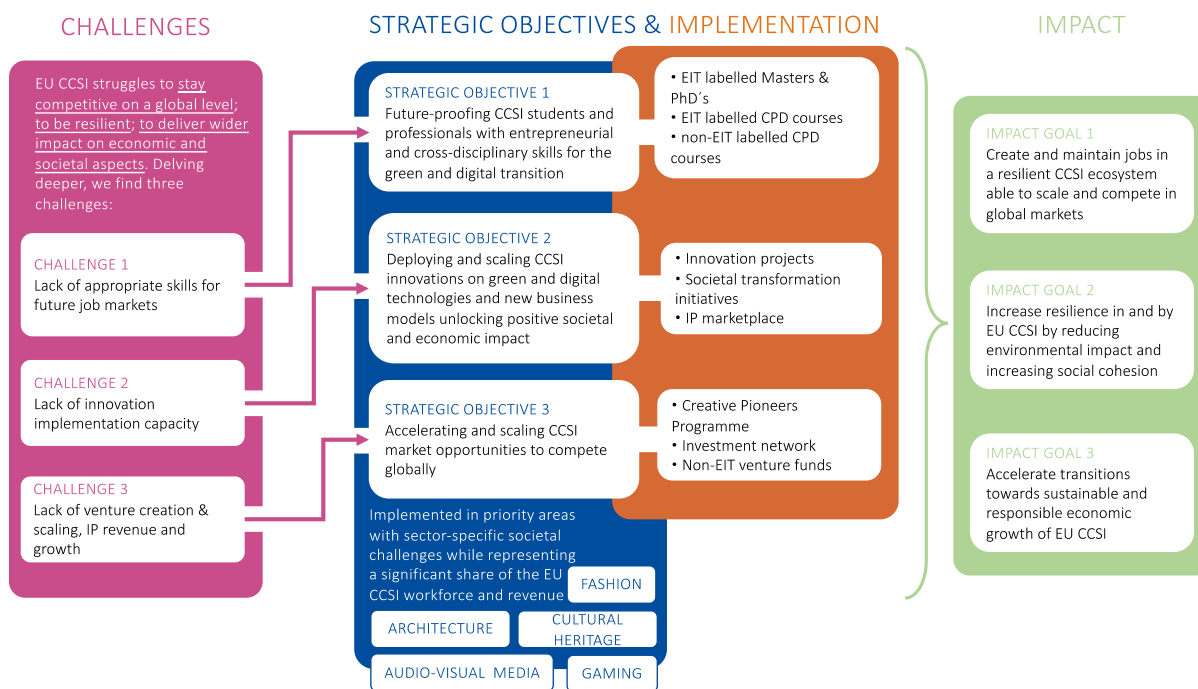 CHALLENGES
EU CCSI struggles to stay
competitive on a global level;
to be resilient; to deliver wider
impact on economic and
societal aspects. Delving
deeper, we find three
challenges:
CHALLENGE 1
Lack of appropriate skills for
future job markets
CHALLENGE 2
Lack of innovation
implementation capacity
CHALLENGE 3
Lack of venture creation &
scaling, IP revenue and
growth
STRATEGIC OBJECTIVES & IMPLEMENTATION
STRATEGIC OBJECTIVE 1
Future-proofing CCSI students and
professionals with entrepreneurial
and cross-disciplinary skills for the
green and digital transition
• EIT labelled Masters &
PhD´s
• EIT labelled CPD courses
• non-EIT labelled CPD
courses
STRATEGIC OBJECTIVE 2
Deploying and scaling CCSI
innovations on green and digital
technologies and new business
models unlocking positive societal
and economic impact
• Innovation projects
• Societal transformation
initiatives
• IP marketplace
STRATEGIC OBJECTIVE 3
Accelerating and scaling CCSI
market opportunities to compete
globally
• Creative Pioneers
Programme
• Investment network
• Non-EIT venture funds
Implemented in priority areas
with sector-specific societal
challenges while representing
a significant share of the EU
CCSI workforce and revenue
FASHION
ARCHITECTURE
CULTURAL
HERITAGE
AUDIO-VISUAL MEDIA
GAMING
IMPACT
IMPACT GOAL 1
Create and maintain jobs in
a resilient CCSI ecosystem
able to scale and compete in
global markets
IMPACT GOAL 2
Increase resilience in and by
EU CCSI by reducing
environmental impact and
increasing social cohesion
IMPACT GOAL 3
Accelerate transitions
towards sustainable and
responsible economic
growth of EU CCSI